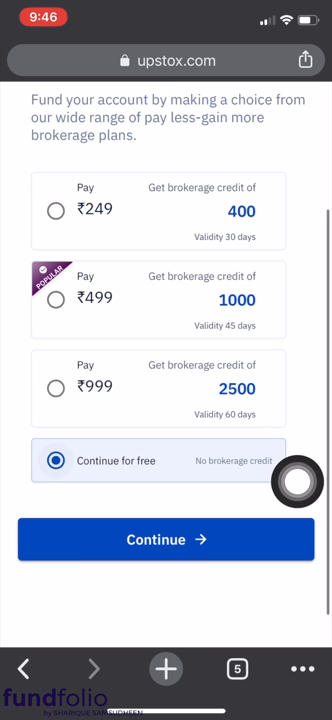 9:46
upstox.com
Fund your account by making a choice from
our wide range of pay less-gain more
brokerage plans.
Pay
Get brokerage credit of
₹249
400
Validity 30 days
POPULAR
Pay
Get brokerage credit of
₹499
1000
Validity 45 days
Pay
Get brokerage credit of
₹999
2500
Validity 60 days
Continue for free
No brokerage credit
Continue →
5
fundfolio
by SHARIQUE SAMSUDHEEN